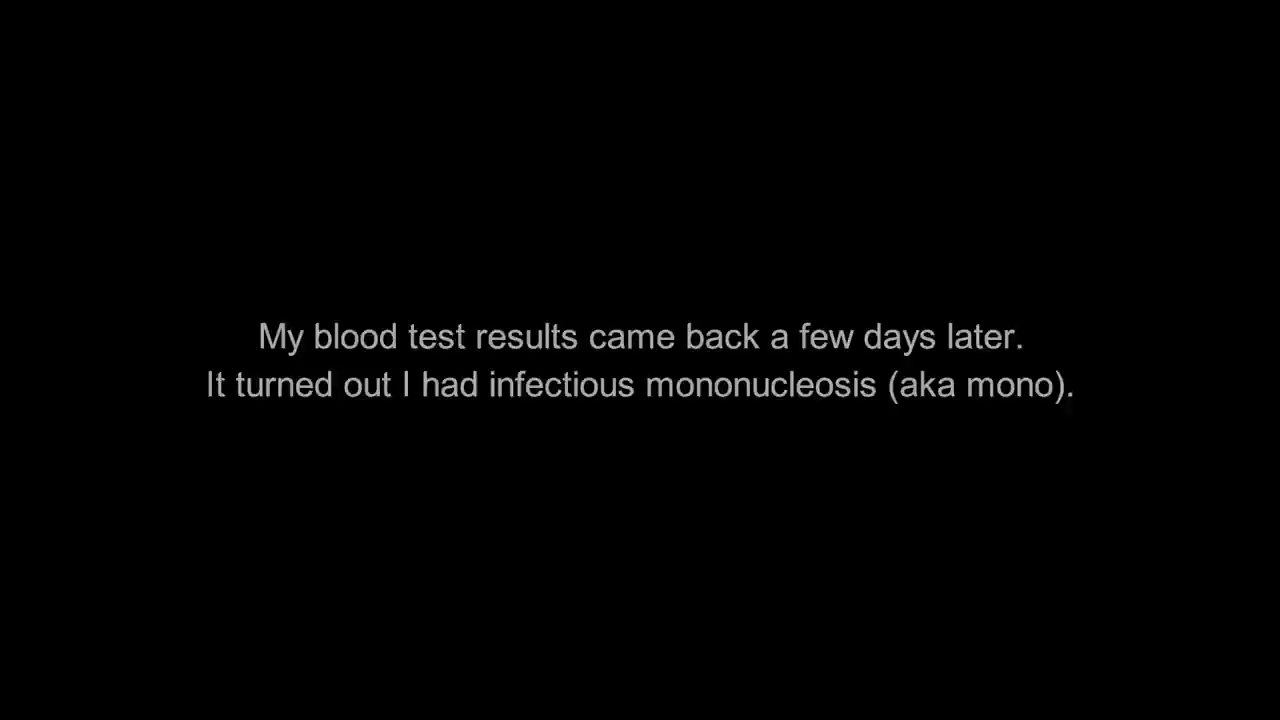 My blood test results came back a few days later.
It turned out I had infectious mononucleosis (aka mono).